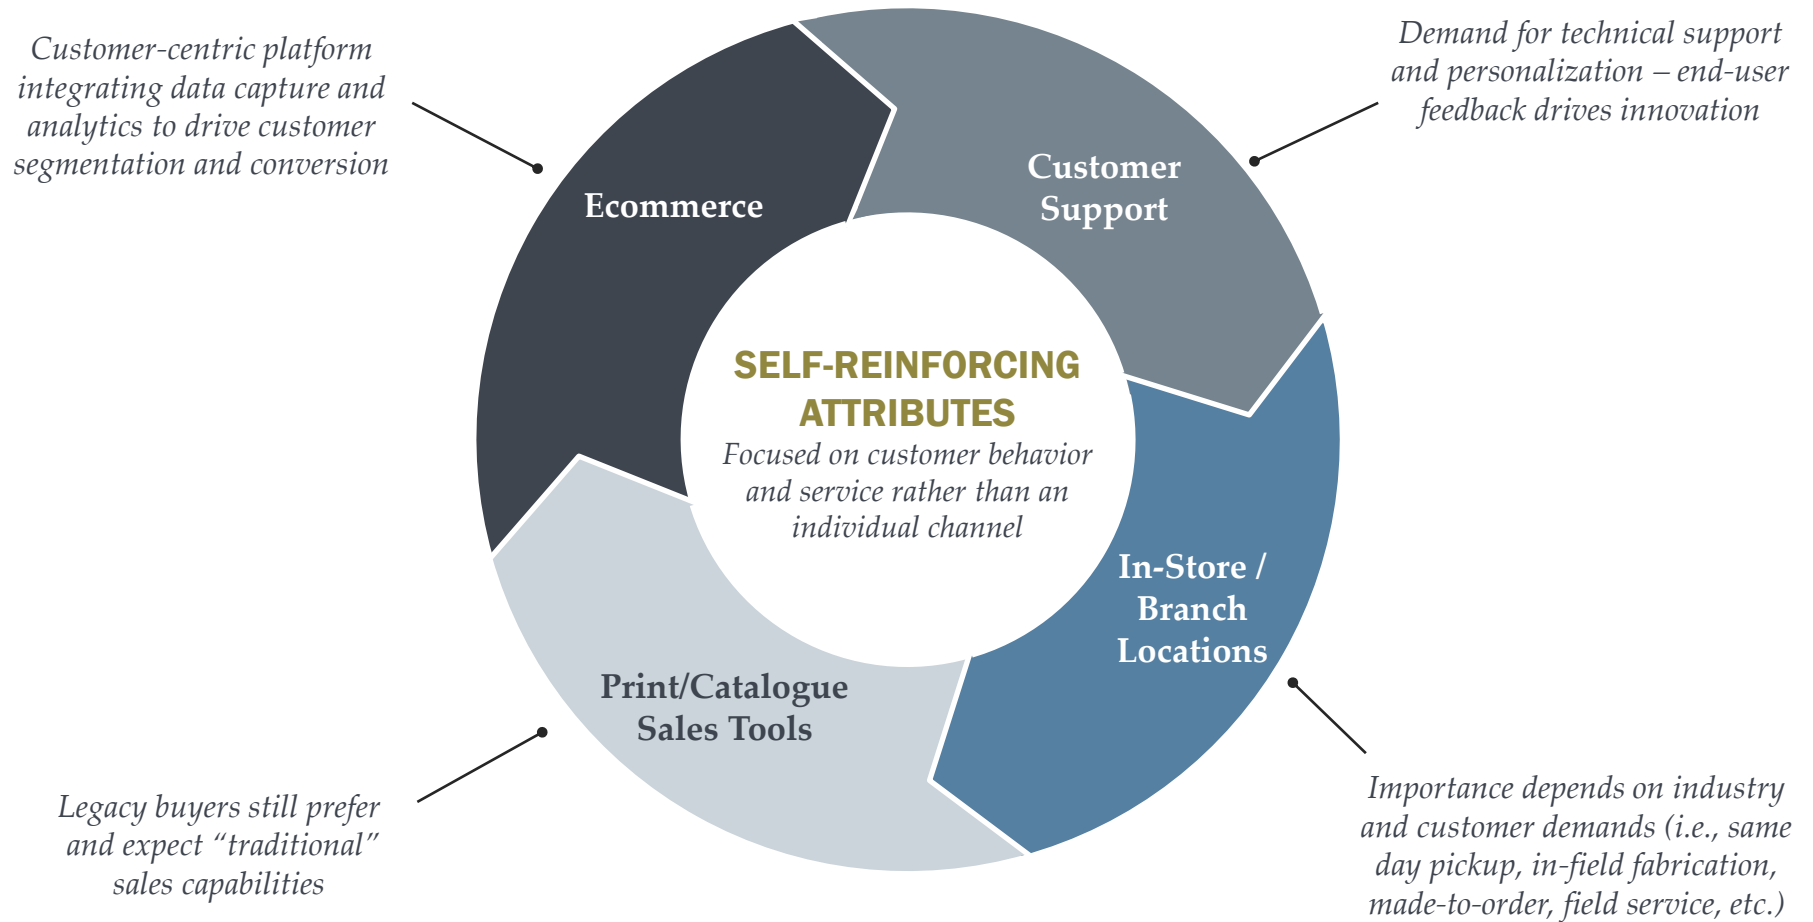 Customer-centric platform
integrating data capture and
analytics to drive customer
segmentation and conversion
Demand for technical support
and personalization – end-user
feedback drives innovation
Ecommerce
Customer
Support
SELF-REINFORCING
ATTRIBUTES
Focused on customer behavior
and service rather than an
individual channel
In-Store /
Branch
Locations
Print/Catalogue
Sales Tools
Legacy buyers still prefer
and expect “traditional”
sales capabilities
Importance depends on industry
and customer demands (i.e., same
day pickup, in-field fabrication,
made-to-order, field service, etc.)